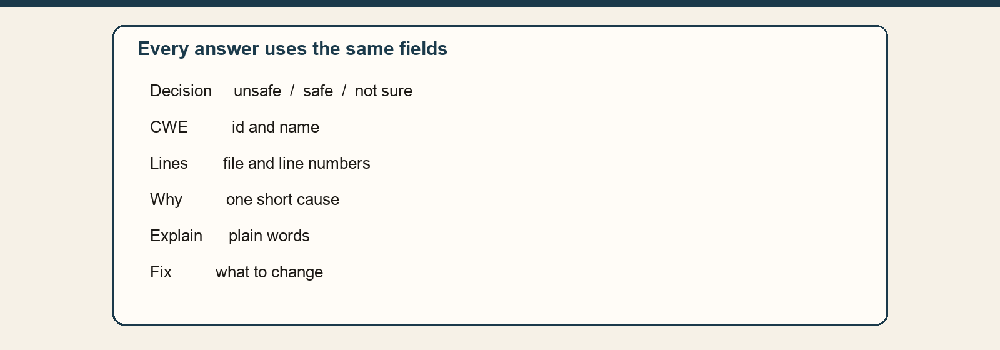 Every answer uses the same fields
Decision unsafe / safe / not sure
CWE id and name
Lines file and line numbers
Why one short cause
Explain plain words
Fix what to change